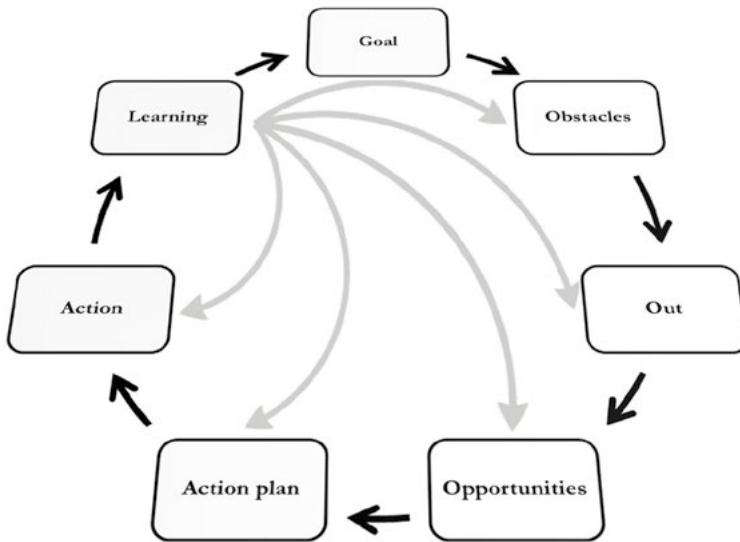 Goal
Obstacles
Out
Opportunities
Action plan
Action
Learning